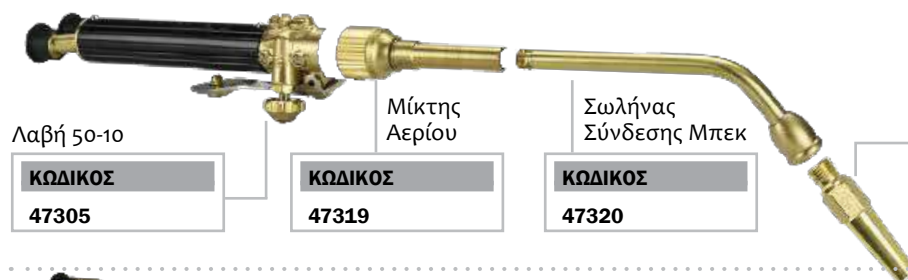 Λαβή 50-10
ΚΩΔΙΚΟΣ
47305
Μίκτης
Αερίου
ΚΩΔΙΚΟΣ
47319
Σωλήνας
Σύνδεσης Μπεκ
ΚΩΔΙΚΟΣ
47320